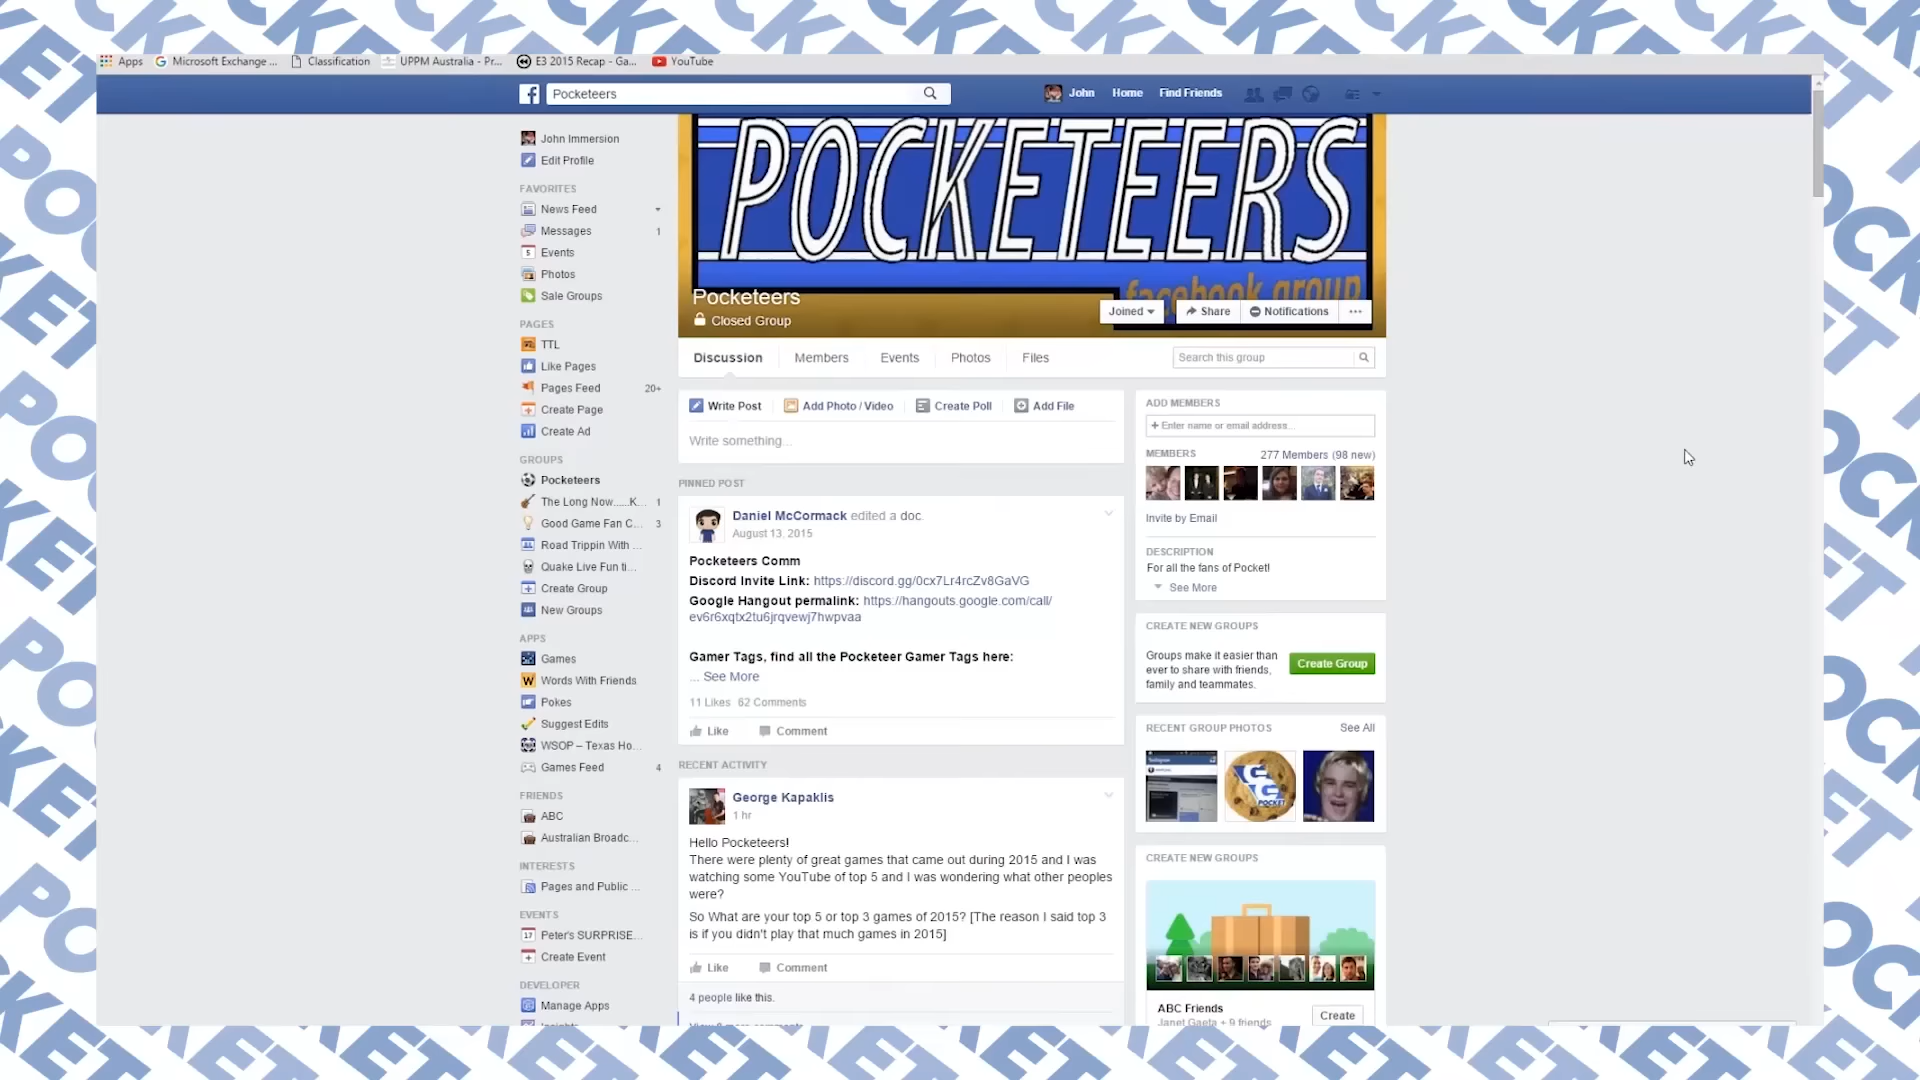 Apps
Microsoft Exchange ...
Classification
UPPM Australia - Pr...
E3 2015 Recap - Ga...
YouTube
Pocketeers
John
Home
Find Friends
John Immersion
Edit Profile
FAVORITES
News Feed
Messages 1
Events
Photos
Sale Groups
PAGES
TTL
Like Pages
Pages Feed 20+
Create Page
Create Ad
GROUPS
Pocketeers
The Long Now......K... 1
Good Game Fan C... 3
Road Trippin With ...
Quake Live Fun ti...
Create Group
New Groups
APPS
Games
Words With Friends
Pokes
Suggest Edits
WSOP – Texas Ho...
Games Feed 4
FRIENDS
ABC
Australian Broadc...
INTERESTS
Pages and Public ...
EVENTS
Peter's SURPRISE...
Create Event
DEVELOPER
Manage Apps
Insights
POCKETEERS
facebook group
Pocketeers
Closed Group
Joined
Share
Notifications
...
Discussion
Members
Events
Photos
Files
Search this group
Write Post
Add Photo / Video
Create Poll
Add File
Write something...
PINNED POST
Daniel McCormack edited a doc.
August 13, 2015
Pocketeers Comm
Discord Invite Link: https://discord.gg/0cx7Lr4rcZv8GaVG
Google Hangout permalink: https://hangouts.google.com/call/
ev6r6xqtx2tu6jrqvewj7hwpvaa
Gamer Tags, find all the Pocketeer Gamer Tags here:
... See More
11 Likes 62 Comments
Like Comment
RECENT ACTIVITY
George Kapaklis
1 hr
Hello Pocketeers!
There were plenty of great games that came out during 2015 and I was
watching some YouTube of top 5 and I was wondering what other peoples
were?
So What are your top 5 or top 3 games of 2015? [The reason I said top 3
is if you didn't play that much games in 2015]
Like Comment
4 people like this.
ADD MEMBERS
+ Enter name or email address...
MEMBERS 277 Members (98 new)
Invite by Email
DESCRIPTION
For all the fans of Pocket!
See More
CREATE NEW GROUPS
Groups make it easier than
ever to share with friends,
family and teammates.
Create Group
RECENT GROUP PHOTOS See All
POCKET
CREATE NEW GROUPS
ABC Friends
Janet Gaeta + 9 friends
Create